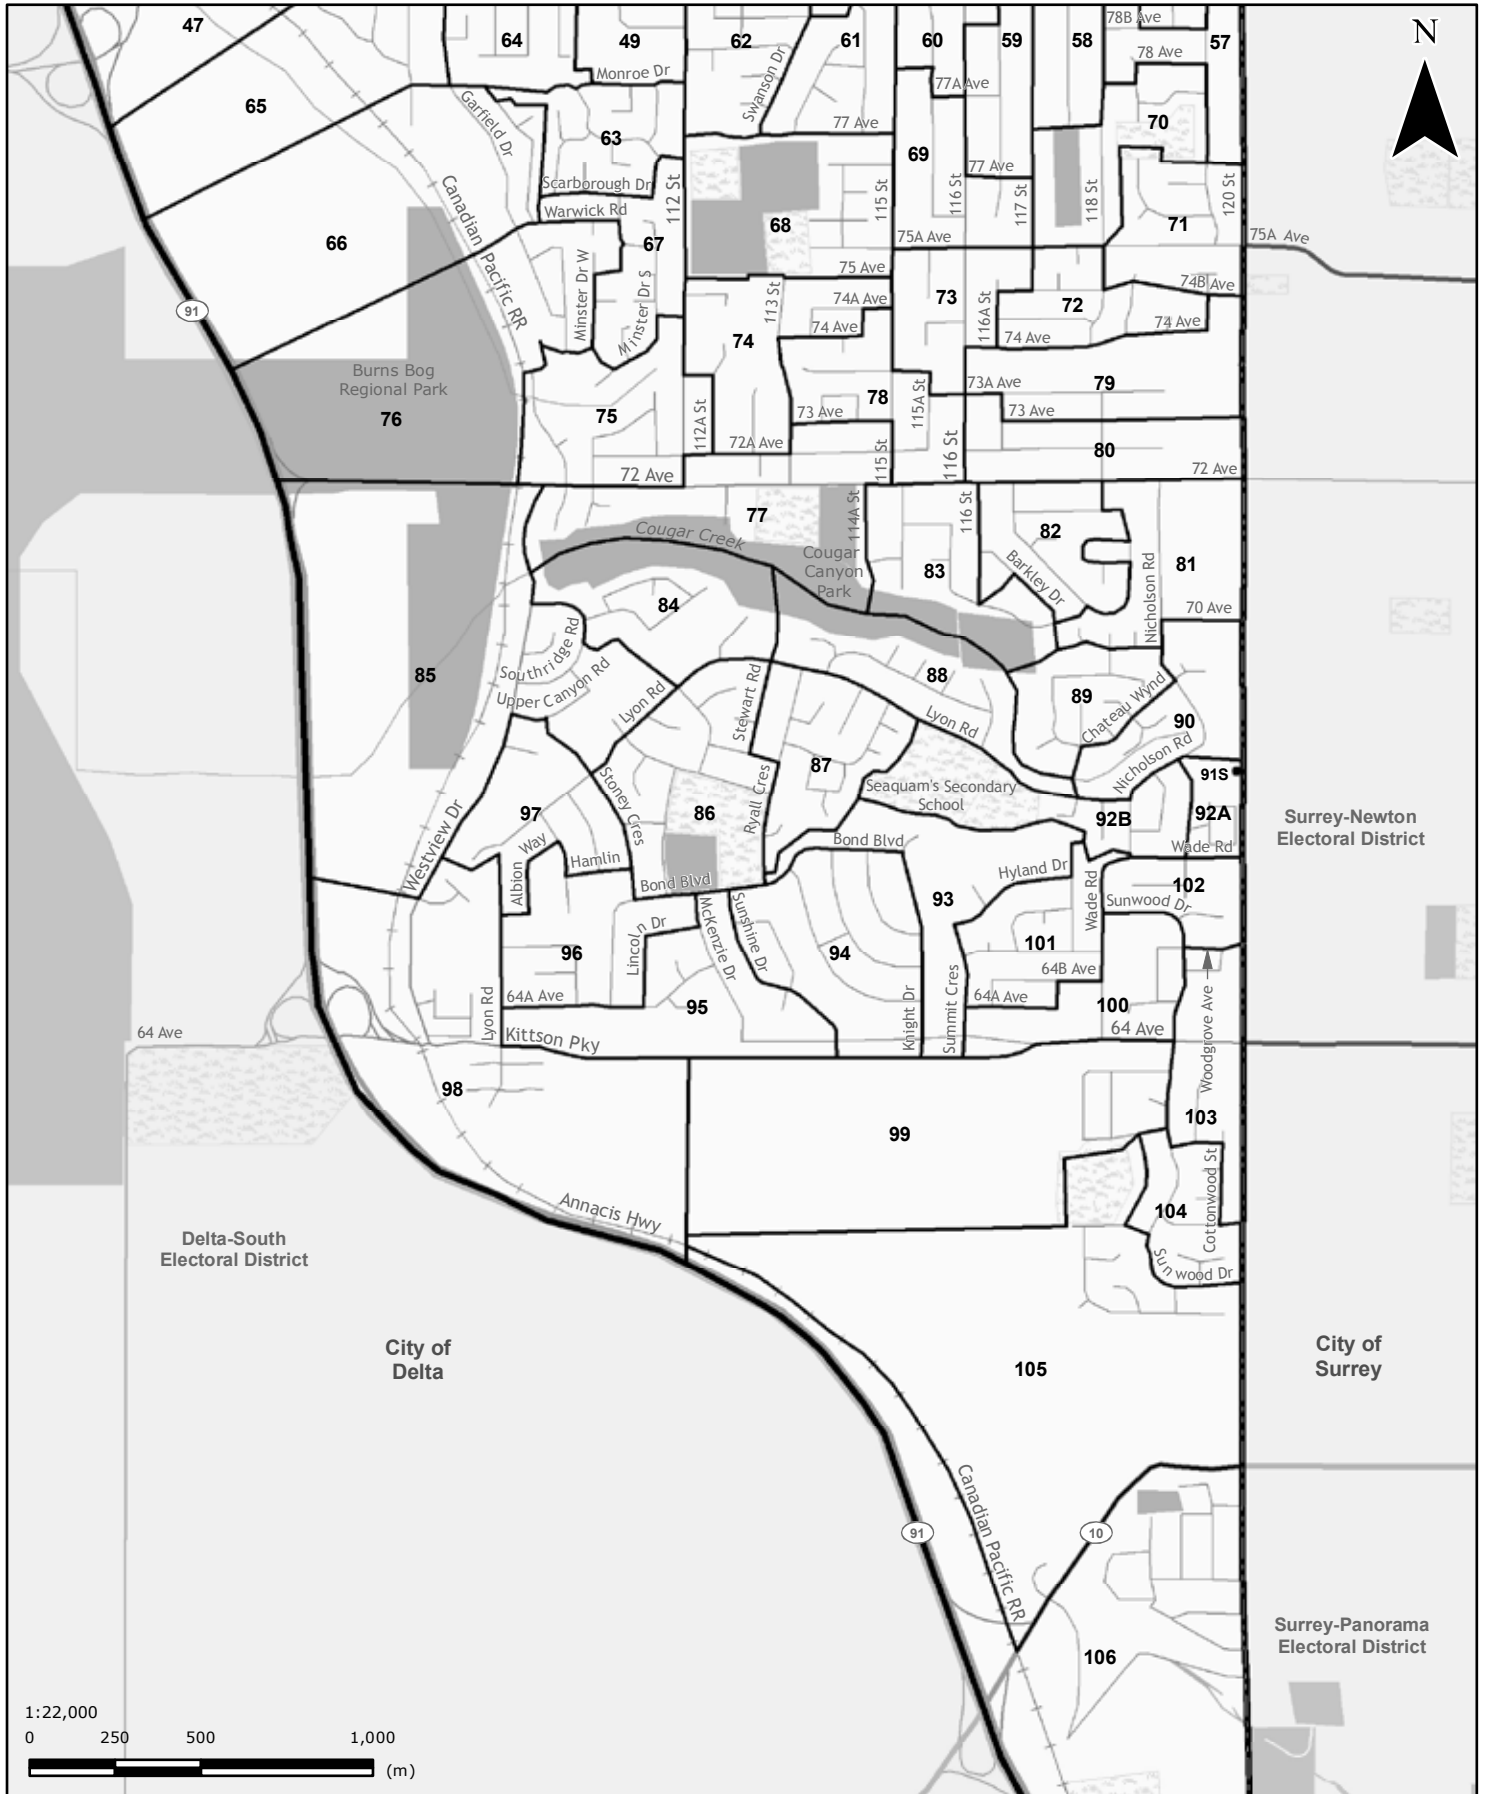 47
64
49
62
61
60
59
58
78B Ave
57
N
78 Ave
Monroe Dr
Swanson Dr
77A Ave
65
Garfield Dr
77 Ave
70
63
69
77 Ave
Scarborough Dr
Warwick Rd
112 St
115 St
116 St
117 St
118 St
120 St
Canadian Pacific RR
66
67
68
75A Ave
71
75A Ave
75 Ave
91
Minster Dr W
Minster Dr S
113 St
74A Ave
74 Ave
73
116A St
72
74B Ave
74 Ave
74 Ave
74
Burns Bog
Regional Park
76
75
112A St
78
73 Ave
115A St
73A Ave
79
73 Ave
72A Ave
115 St
116 St
80
72 Ave
72 Ave
77
114A St
116 St
82
Cougar Creek
Cougar
Canyon
Park
83
Barkley Dr
Nicholson Rd
81
70 Ave
84
Southridge Rd
Upper Canyon Rd
85
Lyon Rd
Stewart Rd
88
89
Chateau Wynd
90
Lyon Rd
Nicholson Rd
87
91S
Seaquam's Secondary
School
Stoney Cres
Ryall Cres
86
97
92B
92A
Surrey-Newton
Electoral District
Westview Dr
Albion Way
Hamlin
Bond Blvd
Wade Rd
Hyland Dr
Bond Blvd
102
Sunwood Dr
93
Wade Rd
Lincoln Dr
McKenzie Dr
Sunshine Dr
94
101
96
64B Ave
64A Ave
95
64A Ave
100
Lyon Rd
Knight Dr
Summit Cres
Woodgrove Ave
64 Ave
Kittson Pky
64 Ave
98
99
103
Cottonwood St
104
Annacis Hwy
Delta-South
Electoral District
Sunwood Dr
City of
Delta
City of
Surrey
105
Canadian Pacific RR
91
10
Surrey-Panorama
Electoral District
106
1:22,000
0 250 500 1,000
(m)